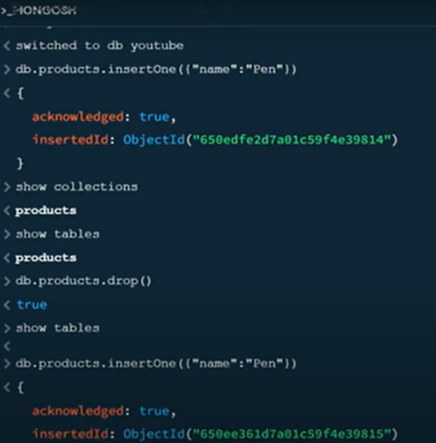 >_MONGOSH
< switched to db youtube
> db.products.insertOne({"name":"Pen"})
< {
acknowledged: true,
insertedId: ObjectId("650edfe2d7a01c59f4e39814")
}
> show collections
< products
> show tables
< products
> db.products.drop()
< true
> show tables
<
> db.products.insertOne({"name":"Pen"})
< {
acknowledged: true,
insertedId: ObjectId("650ee361d7a01c59f4e39815")